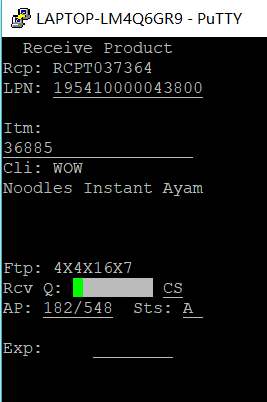 LAPTOP-LM4Q6GR9 - PuTTY
Receive Product
Rcp: RCPT037364
LPN: 195410000043800
Itm:
36885
Cli: WOW
Noodles Instant Ayam
Ftp: 4X4X16X7
Rcv Q: CS
AP: 182/548 Sts: A
Exp: